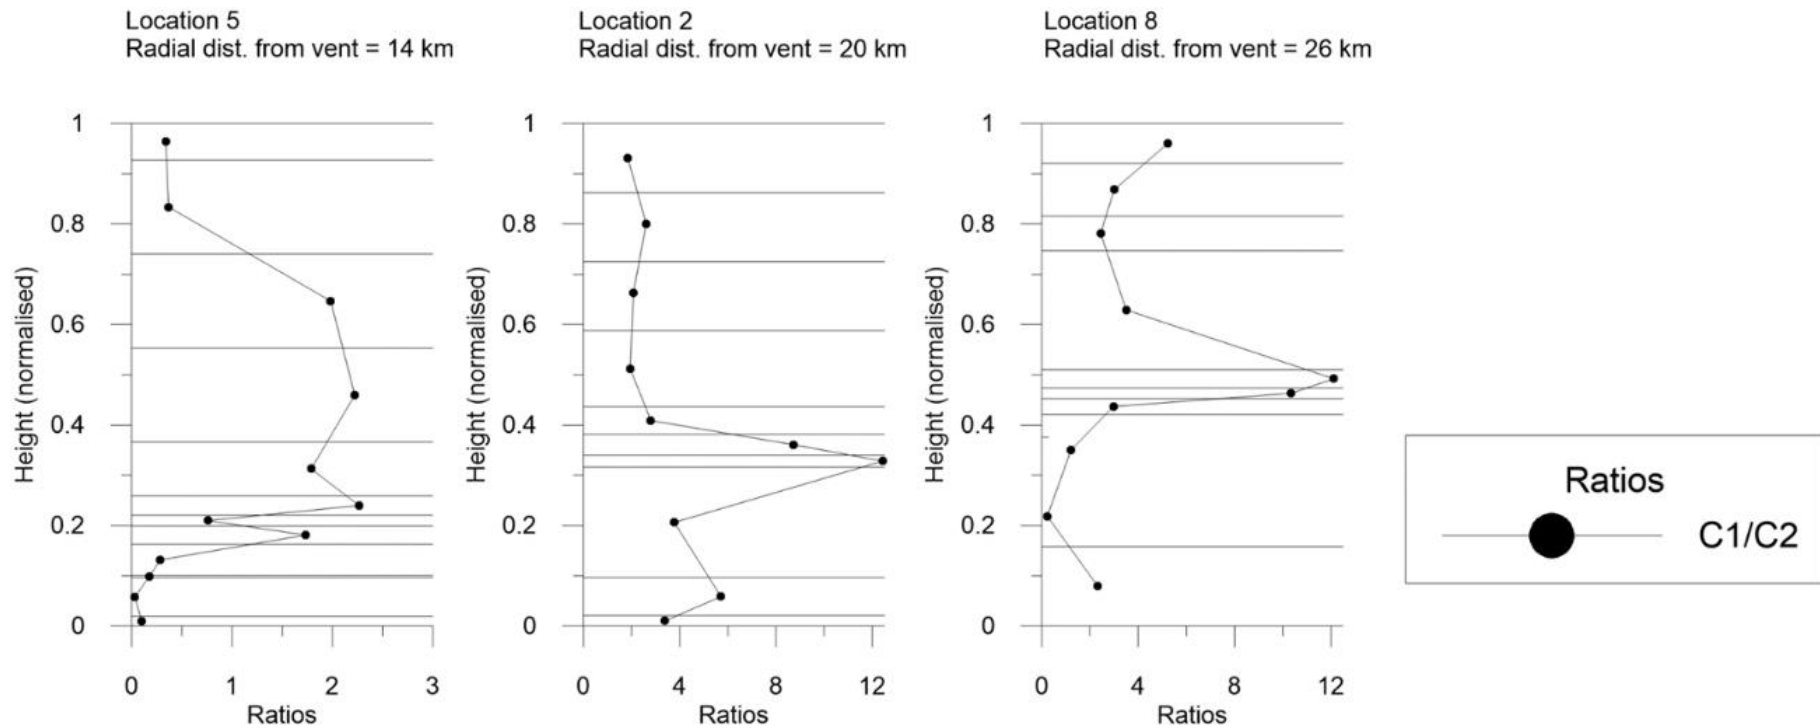 Location 5
Radial dist. from vent = 14 km
Height (normalised)
1
0.8
0.6
0.4
0.2
0
0 1 2 3
Ratios
Location 2
Radial dist. from vent = 20 km
Height (normalised)
1
0.8
0.6
0.4
0.2
0
0 4 8 12
Ratios
Location 8
Radial dist. from vent = 26 km
Height (normalised)
1
0.8
0.6
0.4
0.2
0
0 4 8 12
Ratios
Ratios
C1/C2